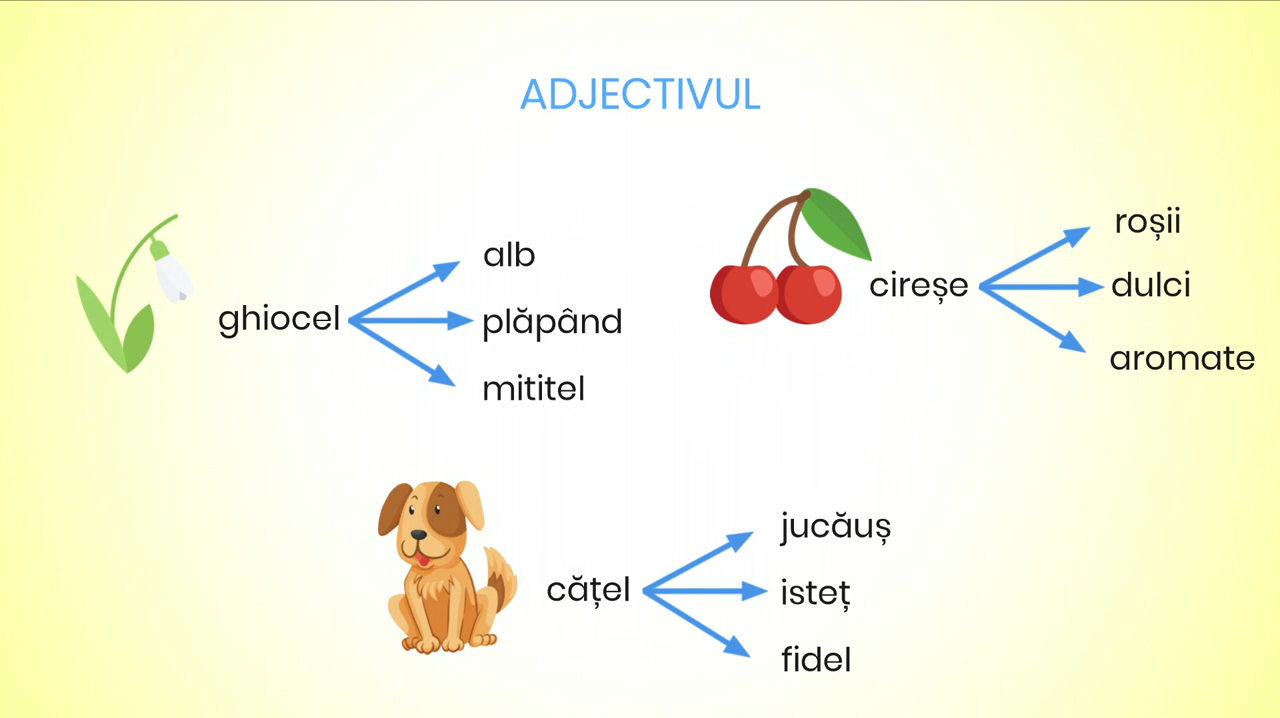 ADJECTIVUL
ghiocel
alb
plăpând
mititel
cireșe
roșii
dulci
aromate
cățel
jucăuș
isteț
fidel